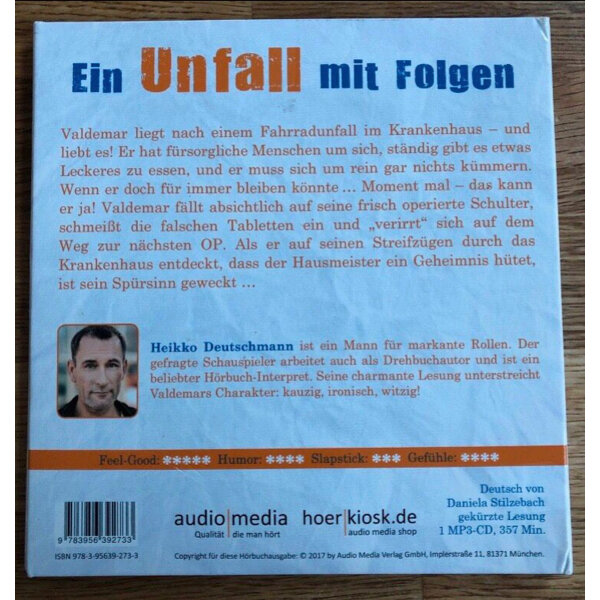 Ein Unfall mit Folgen
Valdemar liegt nach einem Fahrradunfall im Krankenhaus – und
liebt es! Er hat fürsorgliche Menschen um sich, ständig gibt es etwas
Leckeres zu essen, und er muss sich um rein gar nichts kümmern.
Wenn er doch für immer bleiben könnte ... Moment mal – das kann
er ja! Valdemar fällt absichtlich auf seine frisch operierte Schulter,
schmeißt die falschen Tabletten ein und „verirrt“ sich auf dem
Weg zur nächsten OP. Als er auf seinen Streifzügen durch das
Krankenhaus entdeckt, dass der Hausmeister ein Geheimnis hütet,
ist sein Spürsinn geweckt ...
Heikko Deutschmann ist ein Mann für markante Rollen. Der
gefragte Schauspieler arbeitet auch als Drehbuchautor und ist ein
beliebter Hörbuch-Interpret. Seine charmante Lesung unterstreicht
Valdemars Charakter: kauzig, ironisch, witzig!
Feel-Good: ***** Humor: **** Slapstick: *** Gefühle: ****
9 783956 392733
ISBN 978-3-95639-273-3
audio|media
Qualität die man hört
hoer|kiosk.de
audio media shop
Deutsch von
Daniela Stilzebach
gekürzte Lesung
1 MP3-CD, 357 Min.
Copyright für diese Hörbuchausgabe: © 2017 by Audio Media Verlag GmbH, Implerstraße 11, 81371 München.